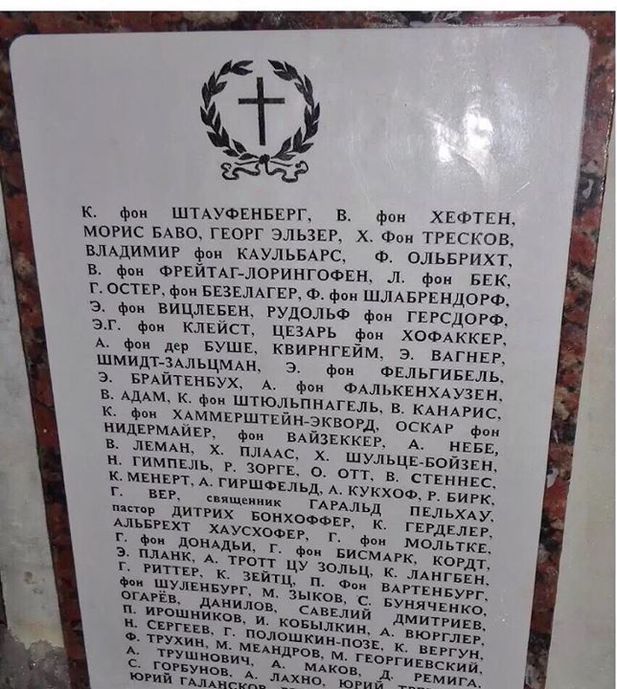 К. фон ШТАУФЕНБЕРГ, В. фон ХЕФТЕН,
МОРИС БАВО, ГЕОРГ ЭЛЬЗЕР, Х. Фон ТРЕСКОВ,
ВЛАДИМИР фон КАУЛЬБАРС, Ф. ОЛЬБРИХТ,
В. фон ФРЕЙТАГ-ЛОРИНГОФЕН, Л. фон БЕК,
Г. ОСТЕР, фон БЕЗЕЛАГЕР, Ф. фон ШЛАБРЕНДОРФ,
Э. фон ВИЦЛЕБЕН, РУДОЛЬФ фон ГЕРСДОРФ,
Э.Г. фон КЛЕЙСТ, ЦЕЗАРЬ фон ХОФАККЕР,
А. фон дер БУШЕ, КВИРНГЕЙМ, Э. ВАГНЕР,
ШМИДТ-ЗАЛЬЦМАН, Э. фон ФЕЛЬГИБЕЛЬ,
Э. БРАЙТЕНБУХ, А. фон ФАЛЬКЕНХАУЗЕН,
В. АДАМ, К. фон ШТЮЛЬПНАГЕЛЬ, В. КАНАРИС,
К. фон ХАММЕРШТЕЙН-ЭКВОРД, ОСКАР фон
НИДЕРМАЙЕР, фон ВАЙЗЕККЕР, А. НЕБЕ,
В. ЛЕМАН, Х. ПЛААС, Х. ШУЛЬЦЕ-БОЙЗЕН,
Н. ГИМПЕЛЬ, Р. ЗОРГЕ, О. ОТТ, В. СТЕННЕС,
К. МЕНЕРТ, А. ГИРШФЕЛЬД, А. КУКХОФ, Р. БИРК,
Г. ВЕР, священник ГАРАЛЬД ПЕЛЬХАУ,
пастор ДИТРИХ БОНХОФФЕР, К. ГЕРДЕЛЕР,
АЛЬБРЕХТ ХАУСХОФЕР, Г. фон МОЛЬТКЕ,
Г. фон ДОНАДЬИ, Г. фон БИСМАРК, КОРДТ,
Э. ПЛАНК, А. ТРОТТ ЦУ ЗОЛЬЦ, К. ЛАНГБЕН,
Г. РИТТЕР, К. ЗЕЙТЦ, П. Фон ВАРТЕНБУРГ,
фон ШУЛЕНБУРГ, М. ЗЫКОВ, С. БУНЯЧЕНКО,
ОГАРЁВ, ДАНИЛОВ, САВЕЛИЙ ДМИТРИЕВ,
П. ИРОШНИКОВ, И. КОБЫЛКИН, А. ВЮРГЛЕР,
Н. СЕРГЕЕВ, Г. ПОЛОШКИН-ПОЗЕ, К. ВЕРГУН,
Ф. ТРУХИН, М. МЕАНДРОВ, М. ГЕОРГИЕВСКИЙ,
А. ТРУШНОВИЧ, А. МАКОВ, Д. РЕМИГА,
С. ГОРБУНОВ, А. ЛАХНО, ЮРИЙ
ЮРИЙ ГАЛАНСКОВ